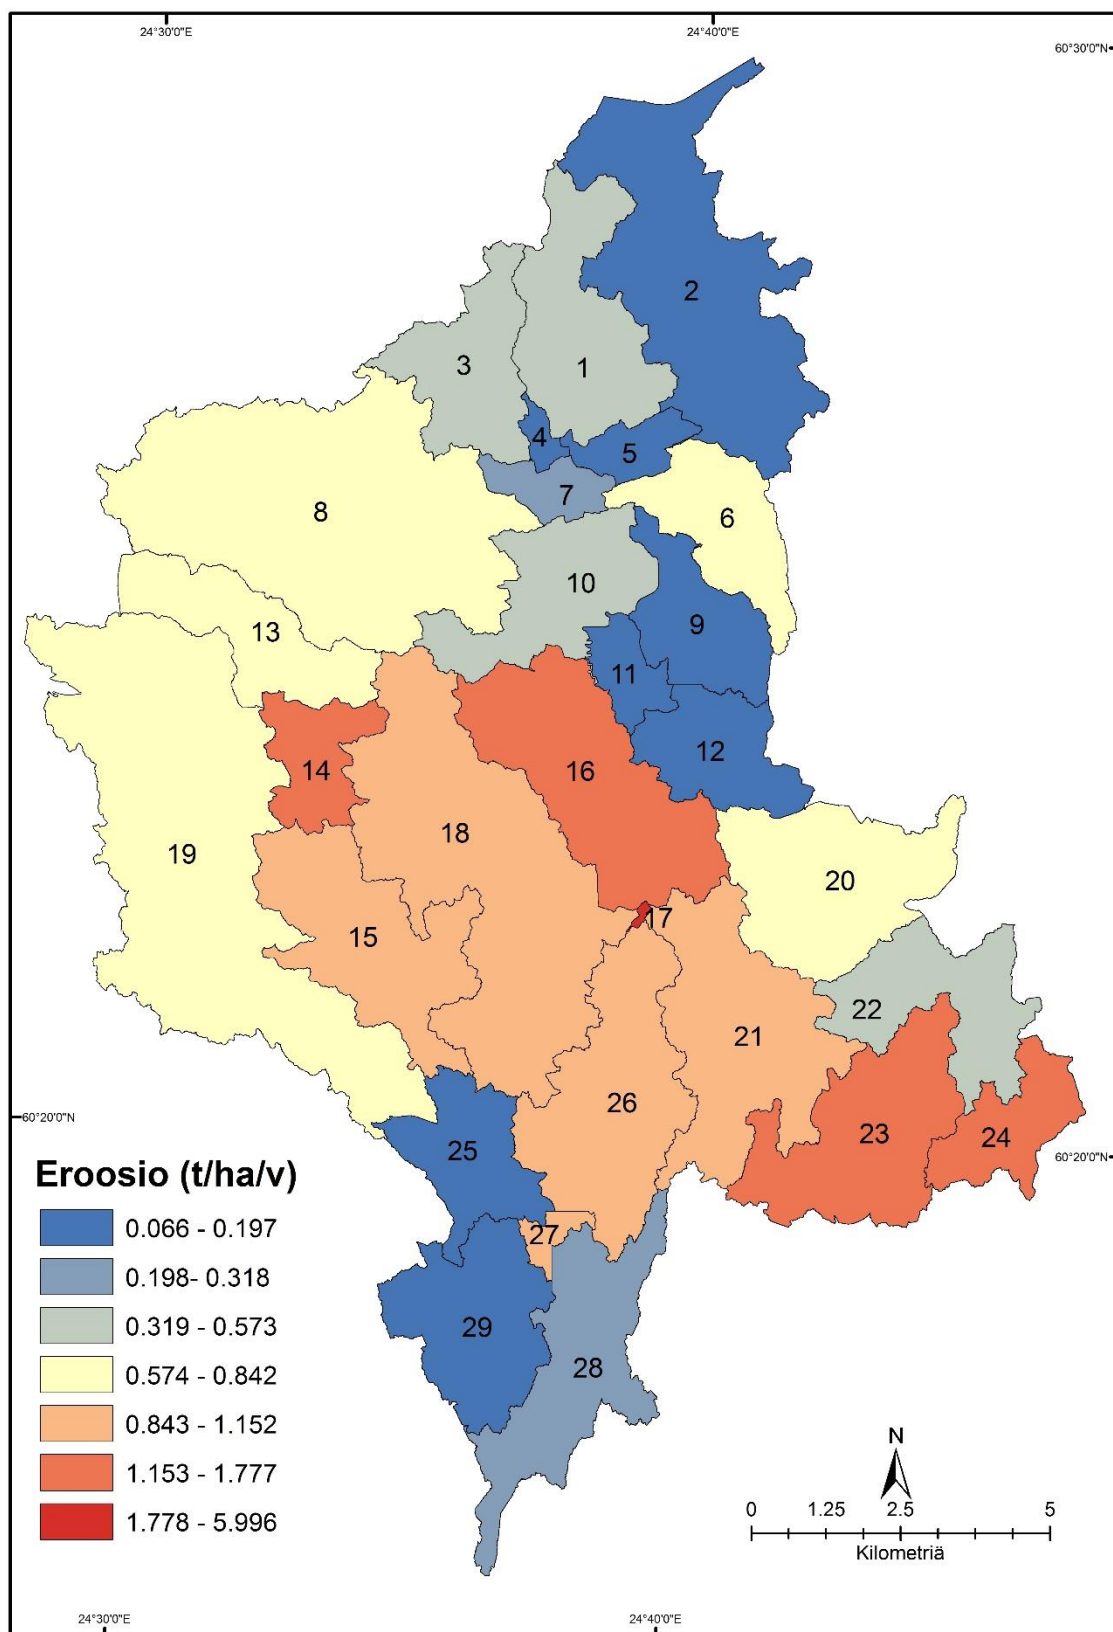 24°30'0"E 24°40'0"E
60°30'0"N
2
3 1
4
5
7
8 6
10
13 9
11
12
14 16
18
19 20
15 17
22
21
26
23 24
25
60°20'0"N
60°20'0"N
27
29
28
Eroosio (t/ha/v)
0.066 - 0.197
0.198- 0.318
0.319 - 0.573
0.574 - 0.842
0.843 - 1.152
1.153 - 1.777
1.778 - 5.996
N
0 1.25 2.5 5
Kilometriä
24°30'0"E 24°40'0"E